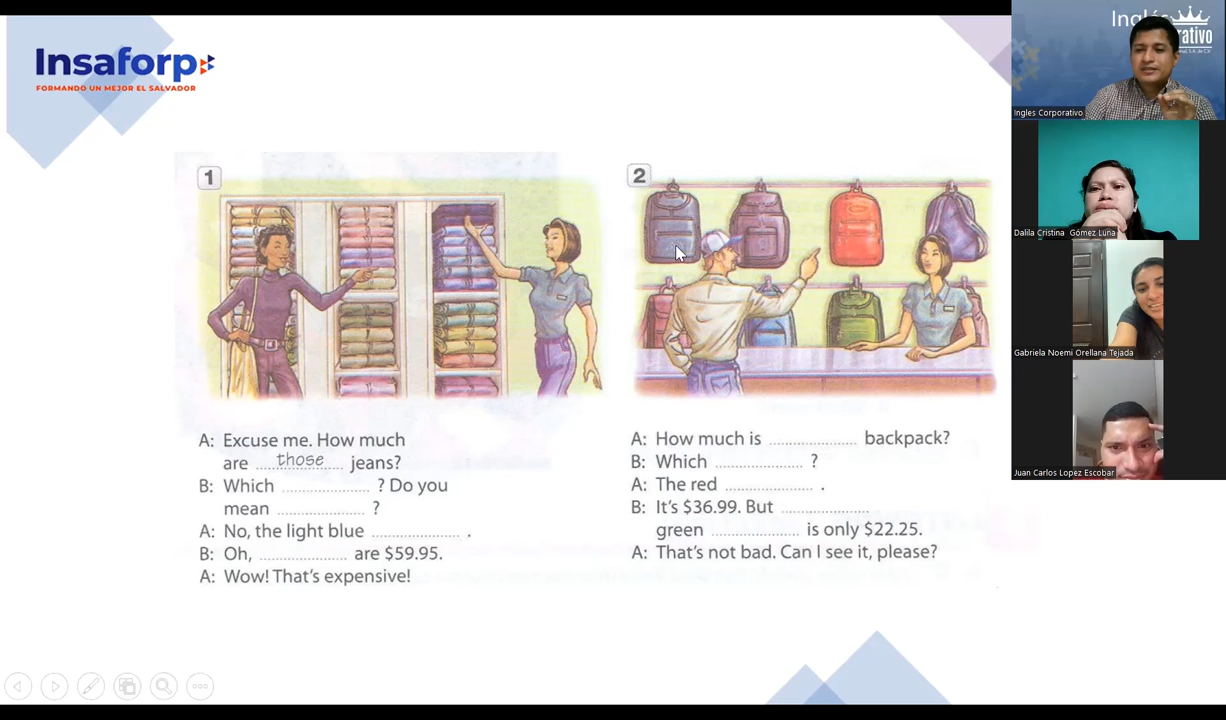 Insaforp
FORMANDO UN MEJOR EL SALVADOR
1
A: Excuse me. How much
are those jeans?
B: Which .................... ? Do you
mean .................... ?
A: No, the light blue .................... .
B: Oh, .................... are $59.95.
A: Wow! That's expensive!
2
A: How much is .................... backpack?
B: Which .................... ?
A: The red .................... .
B: It's $36.99. But ....................
green .................... is only $22.25.
A: That's not bad. Can I see it, please?
Ingles Corporativo
Dalila Cristina Gómez Luna
Gabriela Noemi Orellana Tejada
Juan Carlos Lopez Escobar